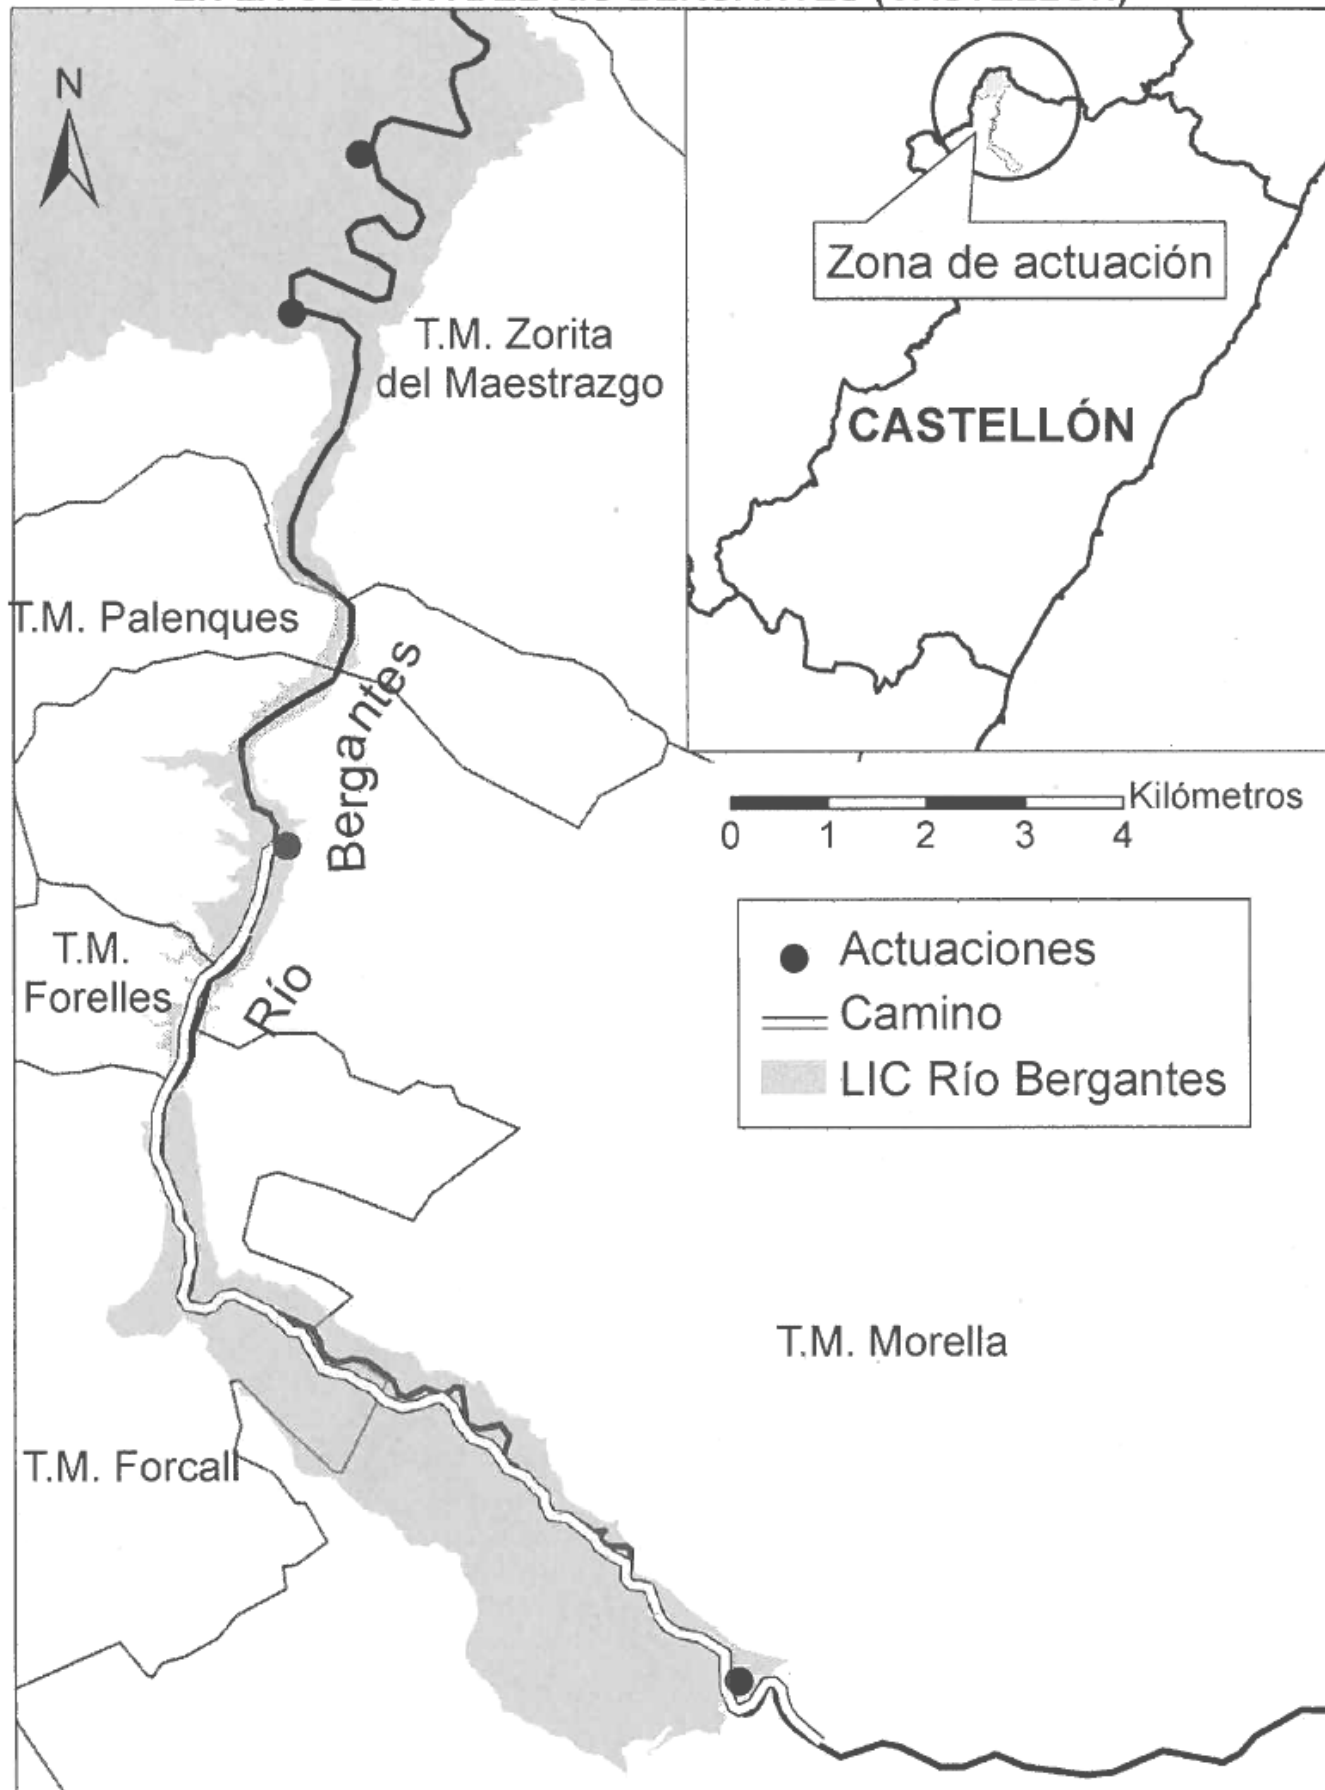 N
Zona de actuación
T.M. Zorita
del Maestrazgo
CASTELLÓN
T.M. Palenques
Río Bergantes
Kilómetros
0 1 2 3 4
T.M.
Forelles
Actuaciones
Camino
LIC Río Bergantes
T.M. Morella
T.M. Forcall